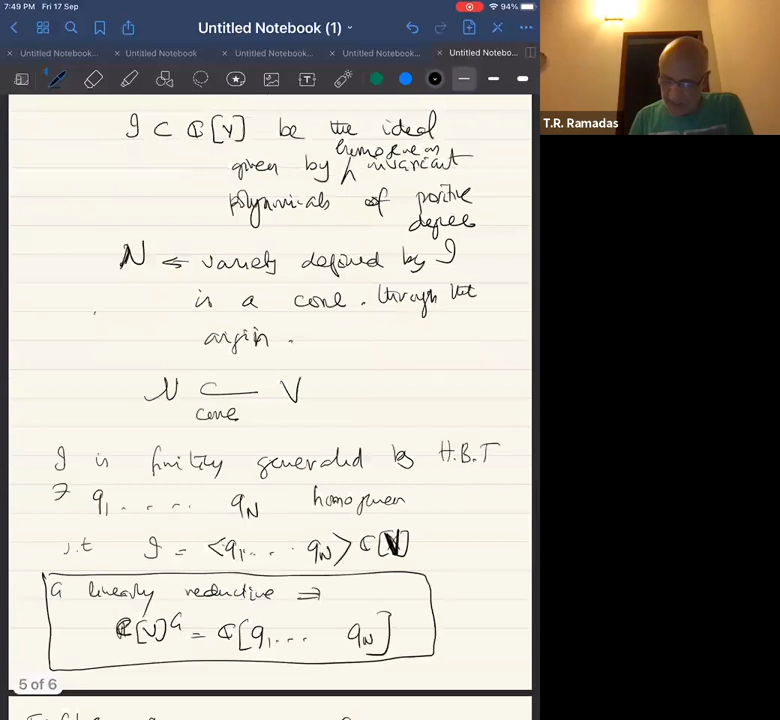 7:49 PM Fri 17 Sep
94%
Untitled Notebook (1)
Untitled Notebook...
Untitled Notebook
Untitled Notebook...
Untitled Notebook...
Untitled Notebo...
T.R. Ramadas
I ⊂ ℂ[V] be the ideal
homogeneous
given by invariant
polynomials of positive
degree
N ← variety defined by I
is a cone . through the
origin .
N ⊂ V
cone
I is finitely generated by H.B.T
∃ q₁ . . . . . q_N homogeneous
s.t I = <q₁ . . . q_N> ℂ[V]
G linearly reductive ⇒
ℂ[V]^G = ℂ[q₁ . . . q_N]
5 of 6